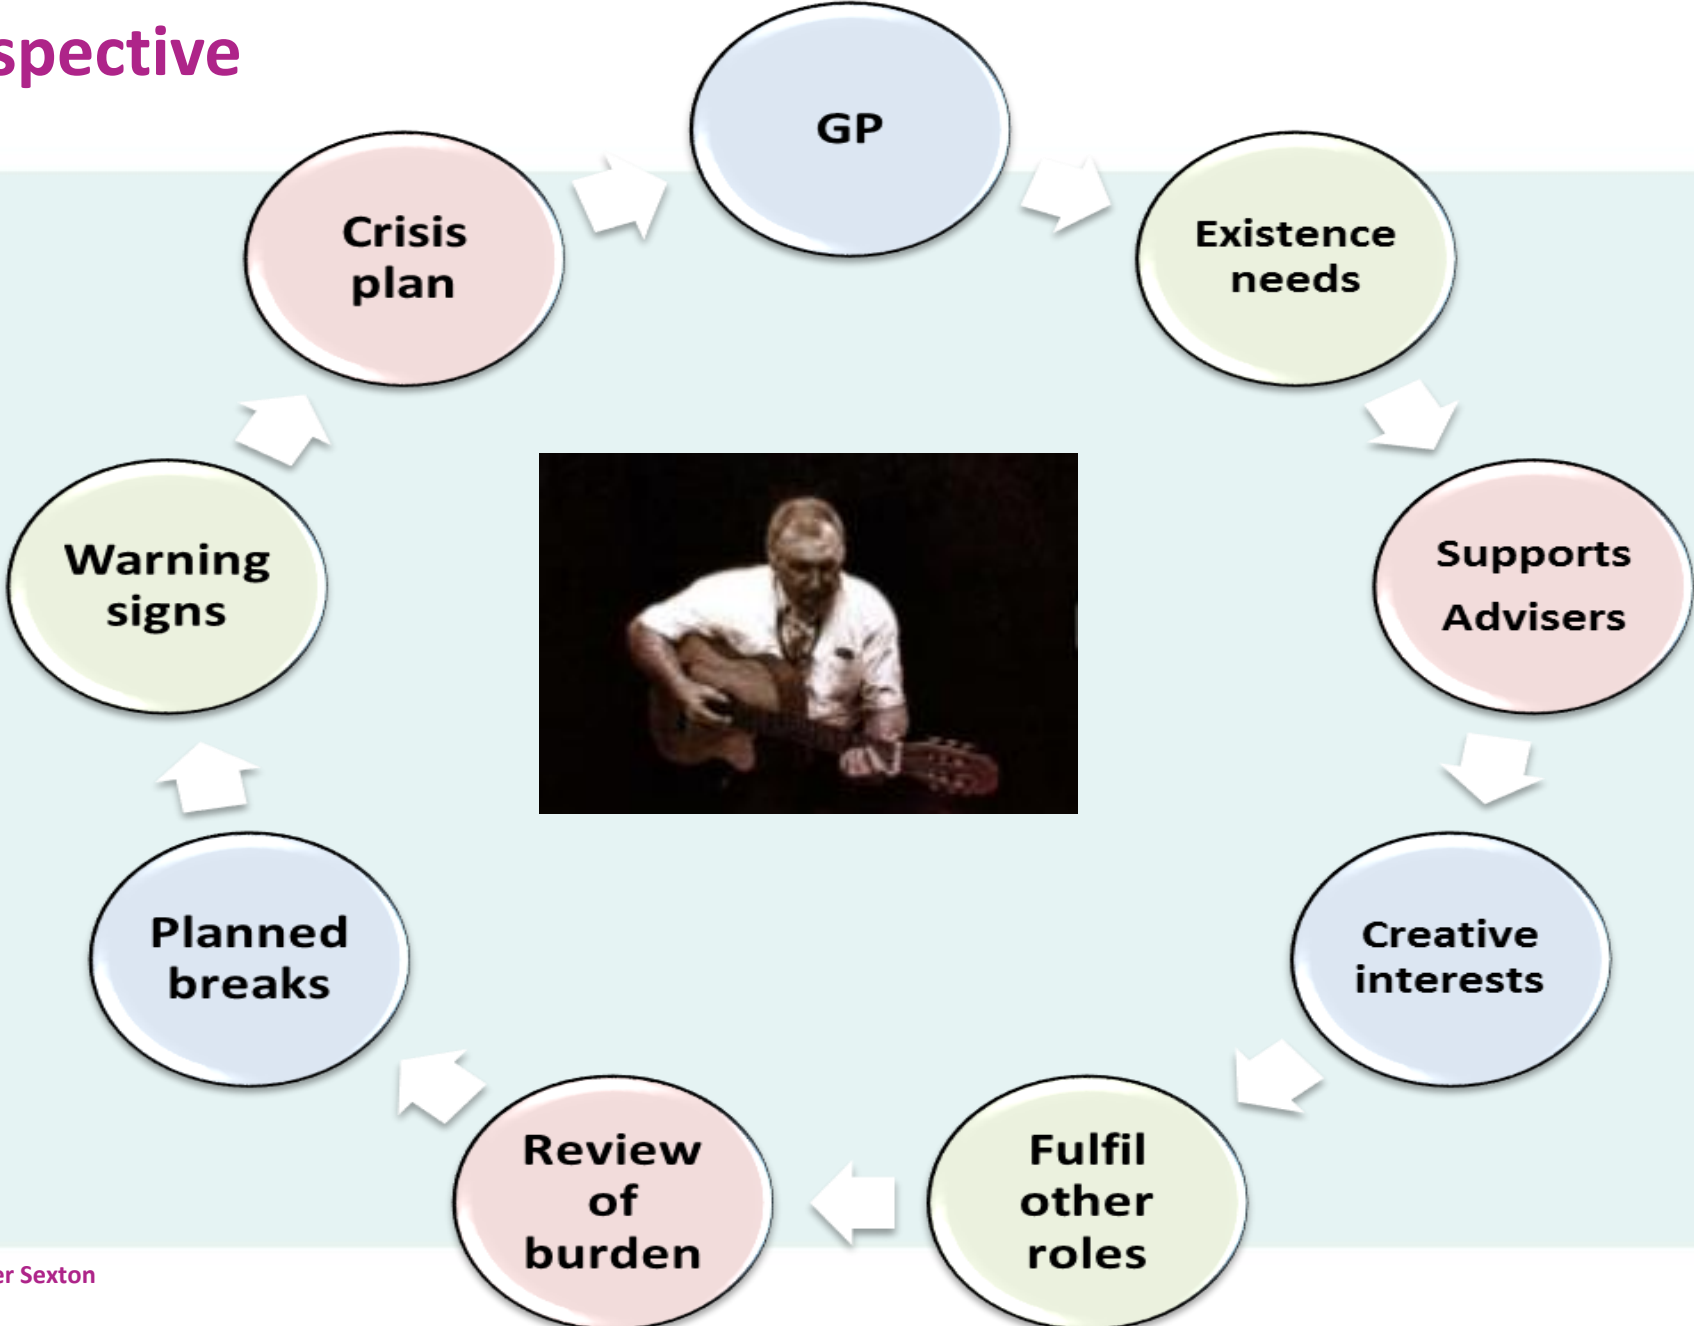 spective
GP
Existence
needs
Supports
Advisers
Creative
interests
Fulfil
other
roles
Review
of
burden
Planned
breaks
Warning
signs
Crisis
plan
er Sexton